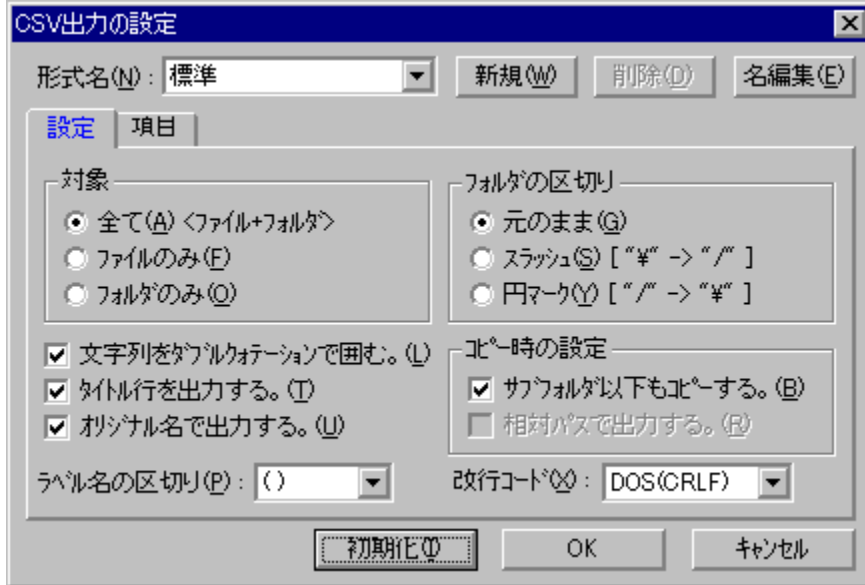 CSV出力の設定
形式名(N)： 標準 新規(W) 削除(D) 名編集(E)
設定 項目
対象
全て(A) <ﾌｧｲﾙ+ﾌｫﾙﾀﾞ>
ﾌｧｲﾙのみ(F)
ﾌｫﾙﾀﾞのみ(O)
ﾌｫﾙﾀﾞの区切り
元のまま(G)
ｽﾗｯｼｭ(S) [ "¥" -> "/" ]
円ﾏｰｸ(Y) [ "/" -> "¥" ]
文字列をﾀﾞﾌﾞﾙｸｫﾃｰｼｮﾝで囲む｡(L)
ﾀｲﾄﾙ行を出力する｡(T)
ｵﾘｼﾞﾅﾙ名で出力する｡(U)
ｺﾋﾟｰ時の設定
ｻﾌﾞﾌｫﾙﾀﾞ以下もｺﾋﾟｰする｡(B)
相対ﾊﾟｽで出力する｡(R)
ﾗﾍﾞﾙ名の区切り(P)： ()
改行ｺｰﾄﾞ(X)： DOS(CRLF)
初期化(I) OK ｷｬﾝｾﾙ